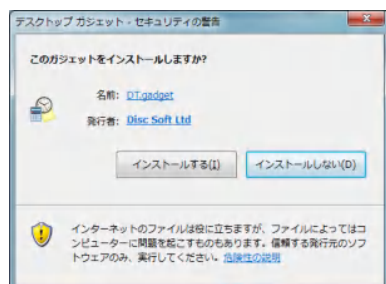 デスクトップ ガジェット - セキュリティの警告
このガジェットをインストールしますか?
名前: DT.gadget
発行者: Disc Soft Ltd
インストールする(I) インストールしない(D)
インターネットのファイルは役に立ちますが、ファイルによってはコ
ンピューターに問題を起こすものもあります。信頼する発行元のソフ
トウェアのみ、実行してください。危険性の説明